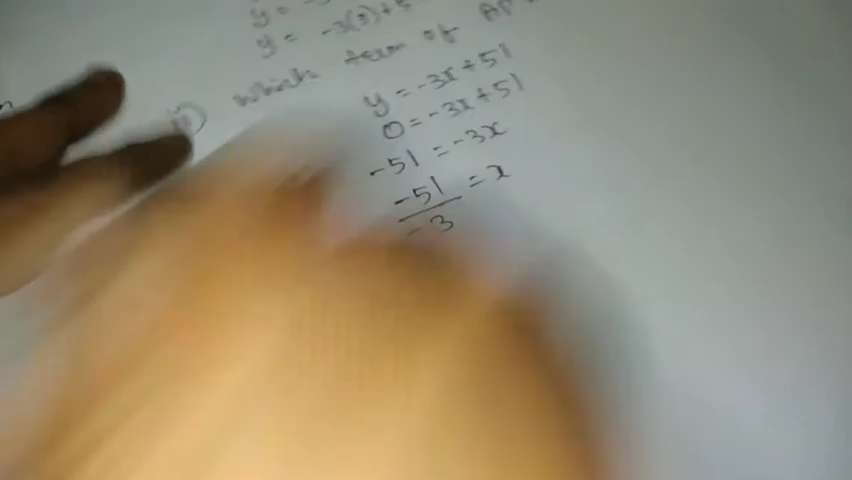 y =
y = -3(3)+5
which term of AP
y = -3x+51
0 = -3x+51
-51 = -3x
-51/-3 = x